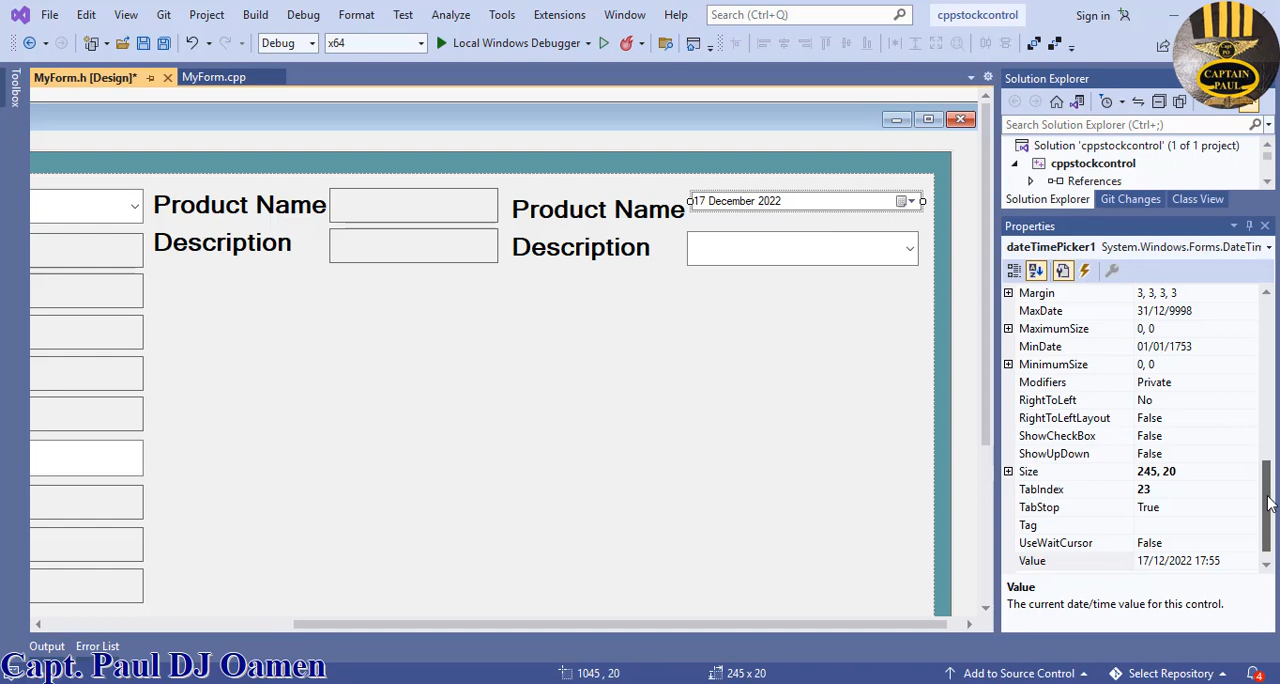 File Edit View Git Project Build Debug Format Test Analyze Tools Extensions Window Help Search (Ctrl+Q) cppstockcontrol Sign in
Debug x64 Local Windows Debugger
Capt. Paul DJ Oamen
CAPTAIN
PAUL
Toolbox
MyForm.h [Design]* MyForm.cpp
Product Name Product Name 17 December 2022
Description Description
Solution Explorer
Search Solution Explorer (Ctrl+;)
Solution 'cppstockcontrol' (1 of 1 project)
cppstockcontrol
References
Solution Explorer Git Changes Class View
Properties
dateTimePicker1 System.Windows.Forms.DateTim
Margin 3, 3, 3, 3
MaxDate 31/12/9998
MaximumSize 0, 0
MinDate 01/01/1753
MinimumSize 0, 0
Modifiers Private
RightToLeft No
RightToLeftLayout False
ShowCheckBox False
ShowUpDown False
Size 245, 20
TabIndex 23
TabStop True
Tag
UseWaitCursor False
Value 17/12/2022 17:55
Value
The current date/time value for this control.
Output Error List
1045 , 20 245 x 20 Add to Source Control Select Repository 4